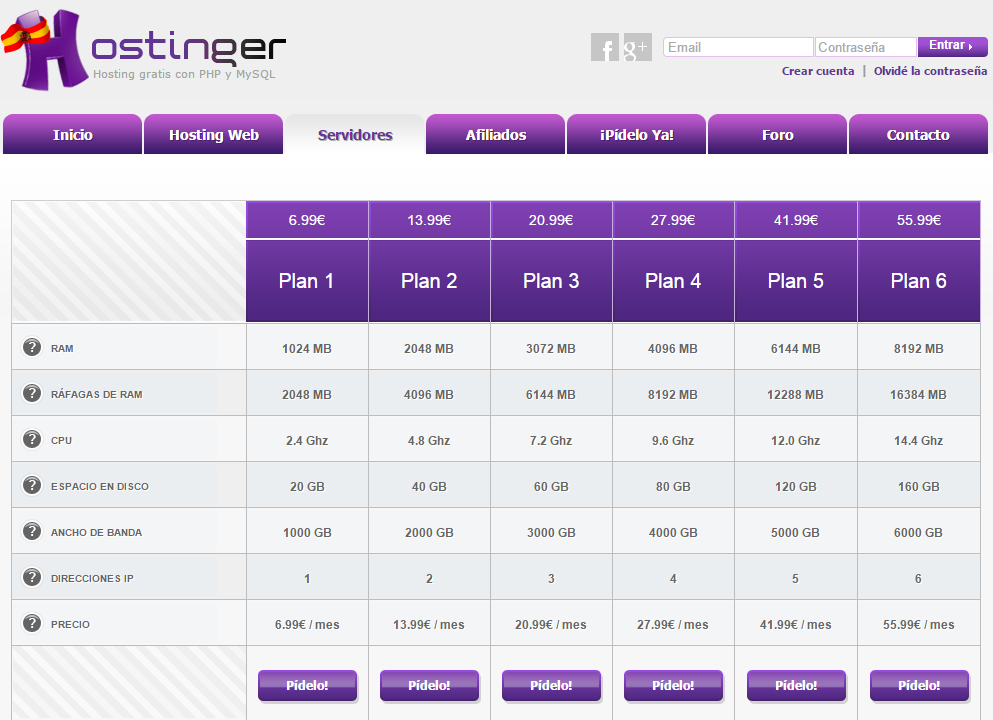 Hostinger
Hosting gratis con PHP y MySQL
f g+ Email Contraseña Entrar
Crear cuenta | Olvidé la contraseña
Inicio Hosting Web Servidores Afiliados ¡Pídelo Ya! Foro Contacto
6.99€ 13.99€ 20.99€ 27.99€ 41.99€ 55.99€
Plan 1 Plan 2 Plan 3 Plan 4 Plan 5 Plan 6
? RAM 1024 MB 2048 MB 3072 MB 4096 MB 6144 MB 8192 MB
? RÁFAGAS DE RAM 2048 MB 4096 MB 6144 MB 8192 MB 12288 MB 16384 MB
? CPU 2.4 Ghz 4.8 Ghz 7.2 Ghz 9.6 Ghz 12.0 Ghz 14.4 Ghz
? ESPACIO EN DISCO 20 GB 40 GB 60 GB 80 GB 120 GB 160 GB
? ANCHO DE BANDA 1000 GB 2000 GB 3000 GB 4000 GB 5000 GB 6000 GB
? DIRECCIONES IP 1 2 3 4 5 6
? PRECIO 6.99€ / mes 13.99€ / mes 20.99€ / mes 27.99€ / mes 41.99€ / mes 55.99€ / mes
Pídelo! Pídelo! Pídelo! Pídelo! Pídelo! Pídelo!